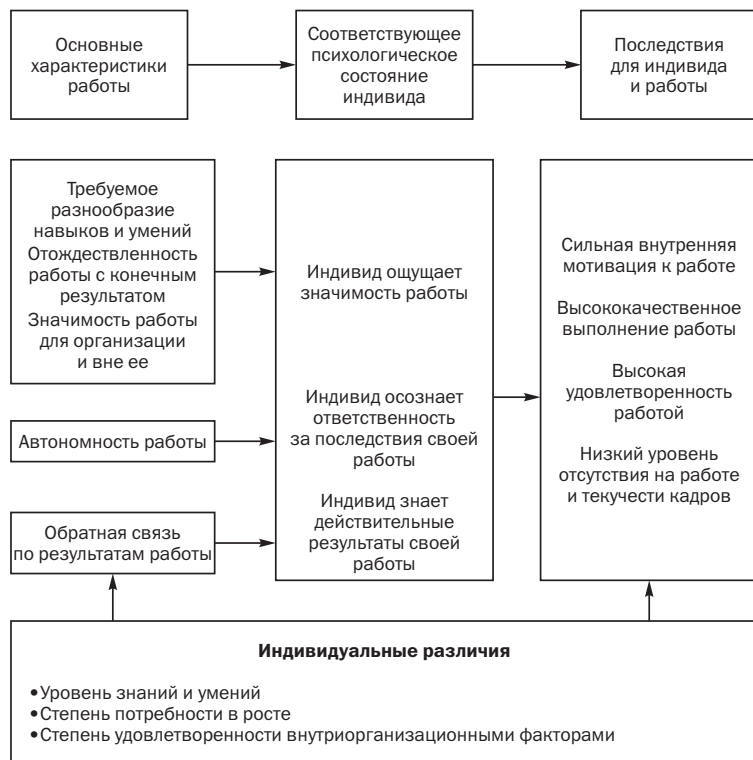 Основные
характеристики
работы
Соответствующее
психологическое
состояние
индивида
Последствия
для индивида
и работы
Требуемое
разнообразие
навыков и умений
Отождествленность
работы с конечным
результатом
Значимость работы
для организации
и вне ее
Автономность работы
Обратная связь
по результатам работы
Индивид ощущает
значимость работы
Индивид осознает
ответственность
за последствия своей
работы
Индивид знает
действительные
результаты своей
работы
Сильная внутренняя
мотивация к работе
Высококачественное
выполнение работы
Высокая
удовлетворенность
работой
Низкий уровень
отсутствия на работе
и текучести кадров
Индивидуальные различия
•Уровень знаний и умений
•Степень потребности в росте
•Степень удовлетворенности внутриорганизационными факторами